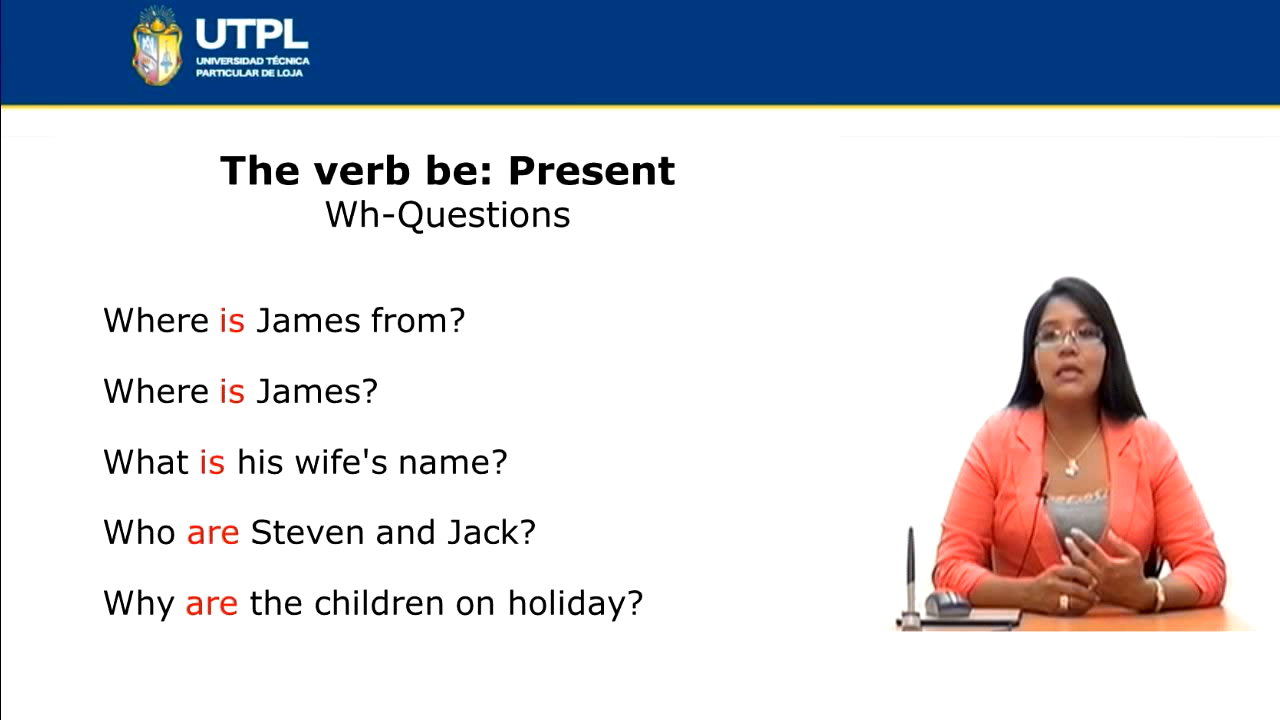 UTPL
UNIVERSIDAD TÉCNICA
PARTICULAR DE LOJA
The verb be: Present
Wh-Questions
Where is James from?
Where is James?
What is his wife's name?
Who are Steven and Jack?
Why are the children on holiday?